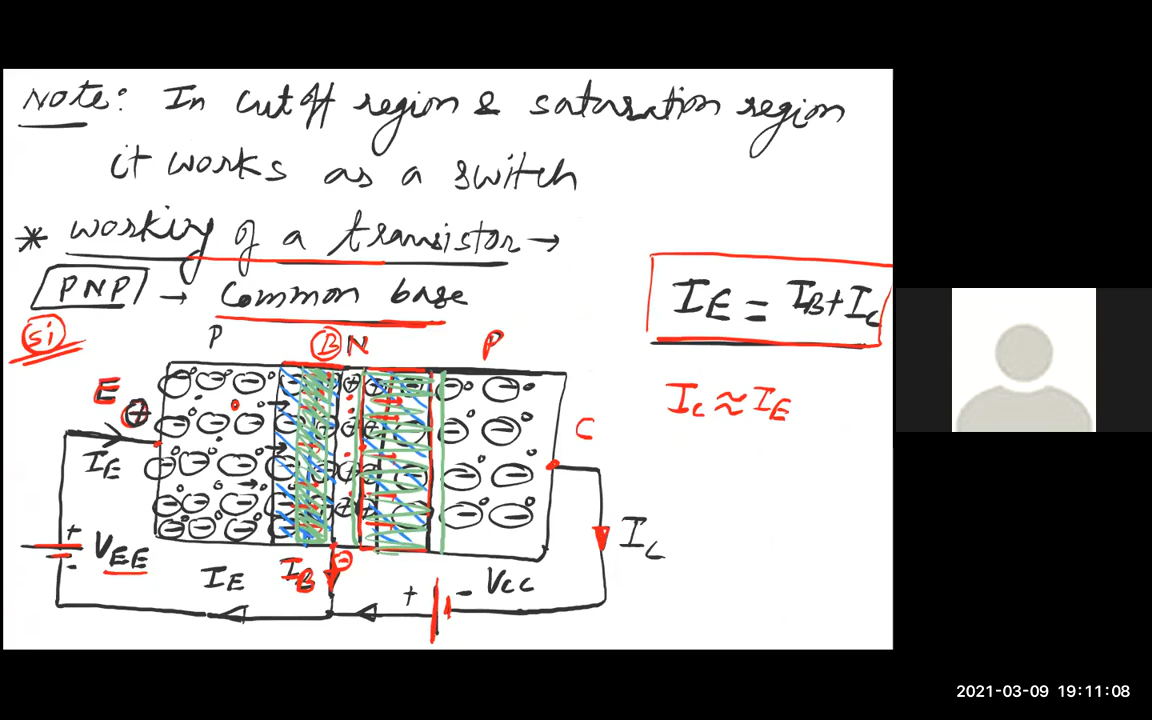 Note: In cutoff region & saturation region
it works as a switch
* working of a transistor →
PNP → Common base
Si
IE = IB + IC
IC ≈ IE
P B N P
E
C
IE
+
VEE
-
IE
IB
+ - VCC
IC
2021-03-09 19:11:08